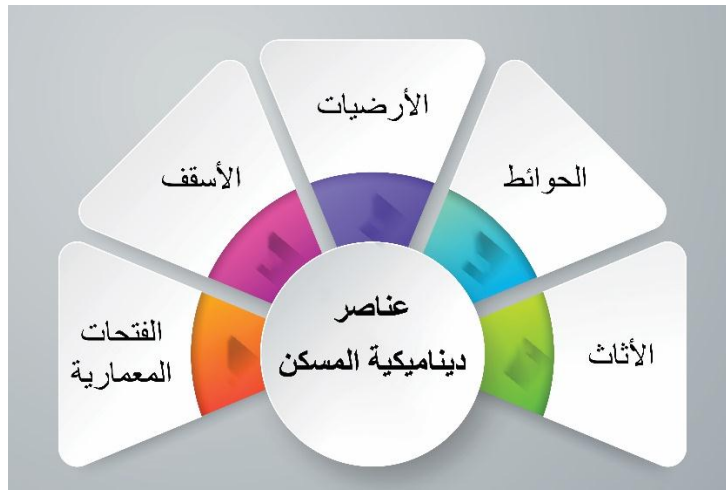 عناصر
ديناميكية المسكن
الأثاث
الحوائط
الأرضيات
الأسقف
الفتحات
المعمارية